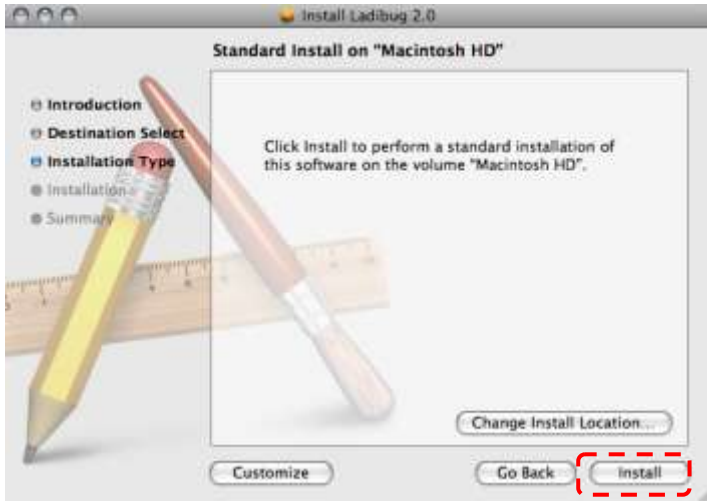 Install Ladibug 2.0
Standard Install on "Macintosh HD"
Introduction
Destination Select
Installation Type
Installation
Summary
Click Install to perform a standard installation of
this software on the volume "Macintosh HD".
Change Install Location...
Customize
Go Back
Install